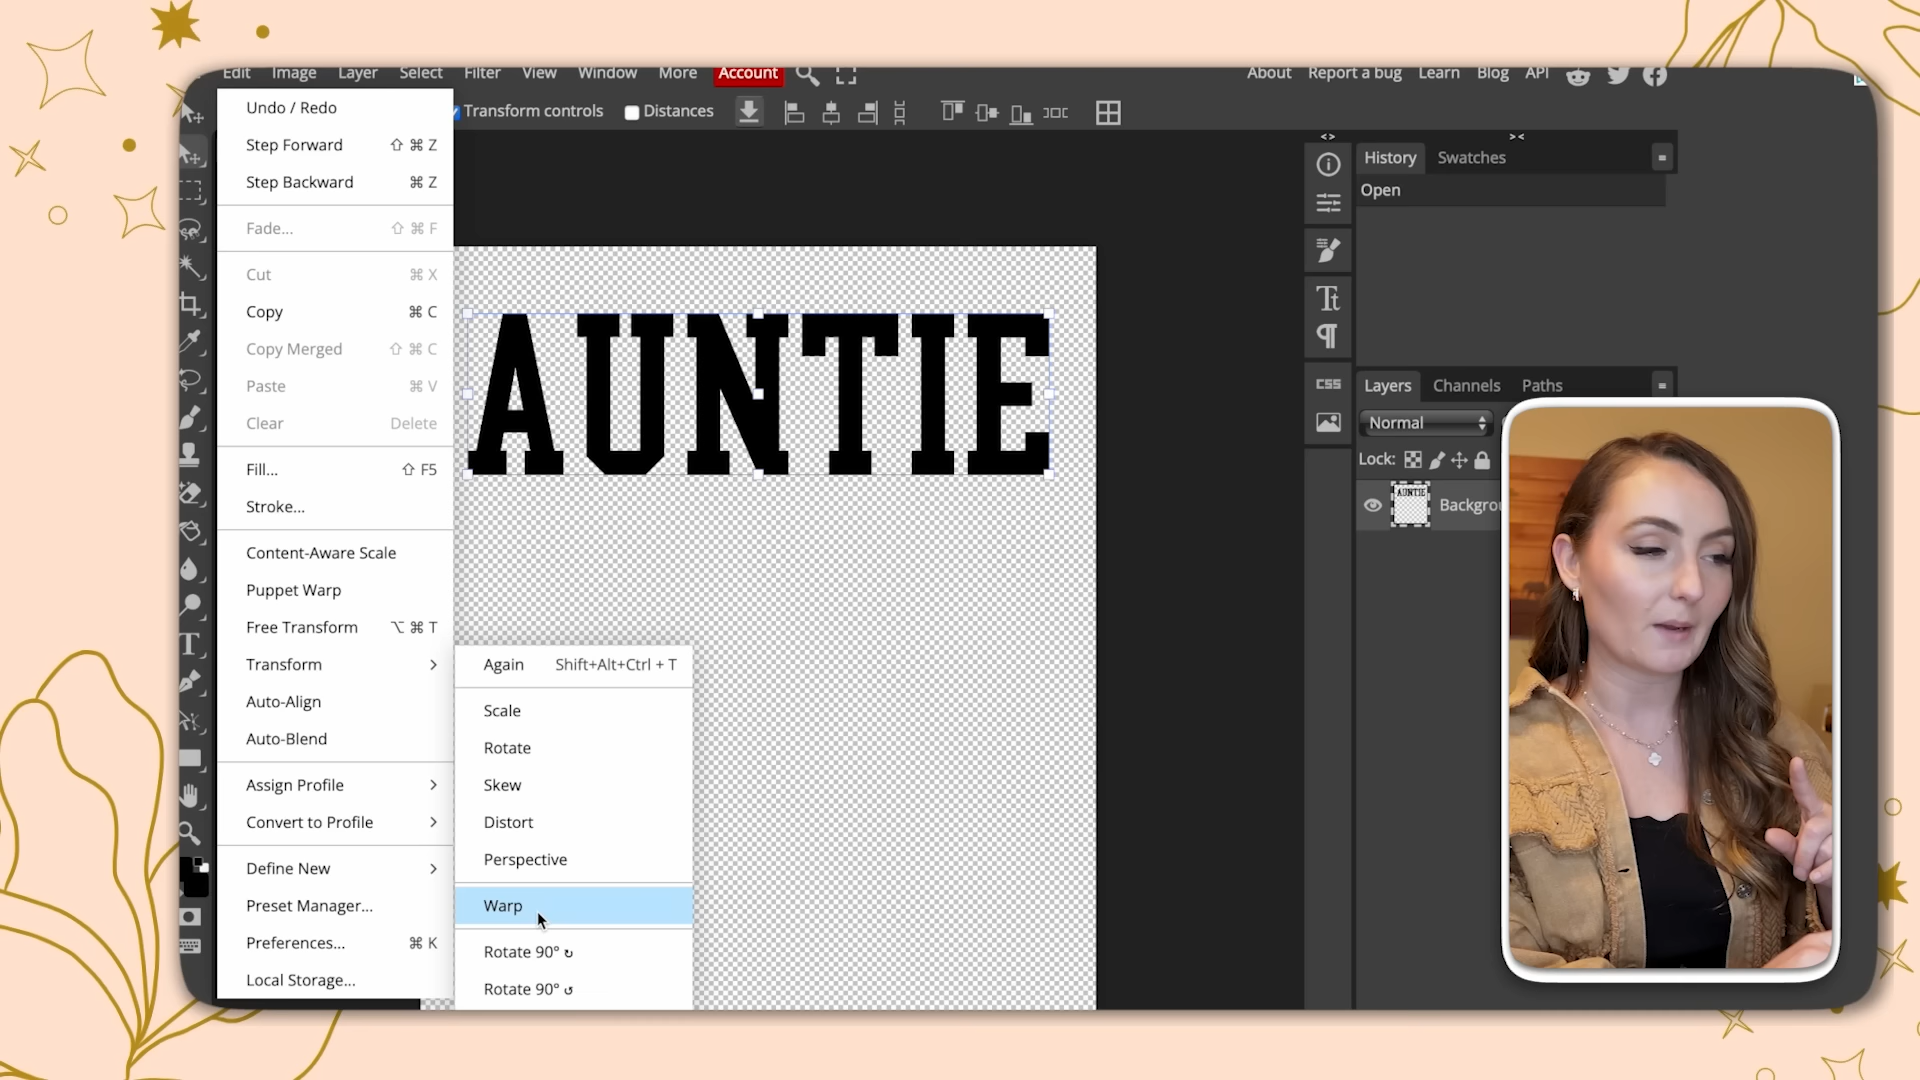 Edit Image Layer Select Filter View Window More Account About Report a bug Learn Blog API
Transform controls Distances
Undo / Redo
Step Forward ⇧ ⌘ Z
Step Backward ⌘ Z
Fade... ⇧ ⌘ F
Cut ⌘ X
Copy ⌘ C
Copy Merged ⇧ ⌘ C
Paste ⌘ V
Clear Delete
Fill... ⇧ F5
Stroke...
Content-Aware Scale
Puppet Warp
Free Transform ⌥ ⌘ T
Transform >
Auto-Align
Auto-Blend
Assign Profile >
Convert to Profile >
Define New >
Preset Manager...
Preferences... ⌘ K
Local Storage...
Again Shift+Alt+Ctrl + T
Scale
Rotate
Skew
Distort
Perspective
Warp
Rotate 90° ↻
Rotate 90° ↺
AUNTIE
< > > <
History Swatches
Open
CSS
Layers Channels Paths
Normal
Lock:
AUNTIE Backgrou